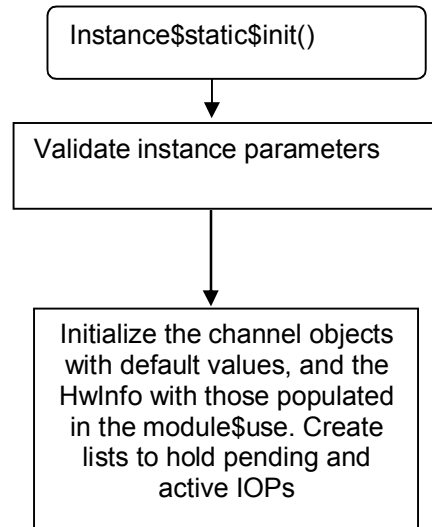 Instance$static$init()
Validate instance parameters
Initialize the channel objects
with default values, and the
HwInfo with those populated
in the module$use. Create
lists to hold pending and
active IOPs